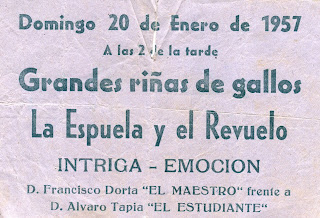 Domingo 20 de Enero de 1957
A las 2 de la tarde
Grandes riñas de gallos
La Espuela y el Revuelo
INTRIGA - EMOCION
D. Francisco Dorta "EL MAESTRO" frente a
D. Alvaro Tapia "EL ESTUDIANTE"